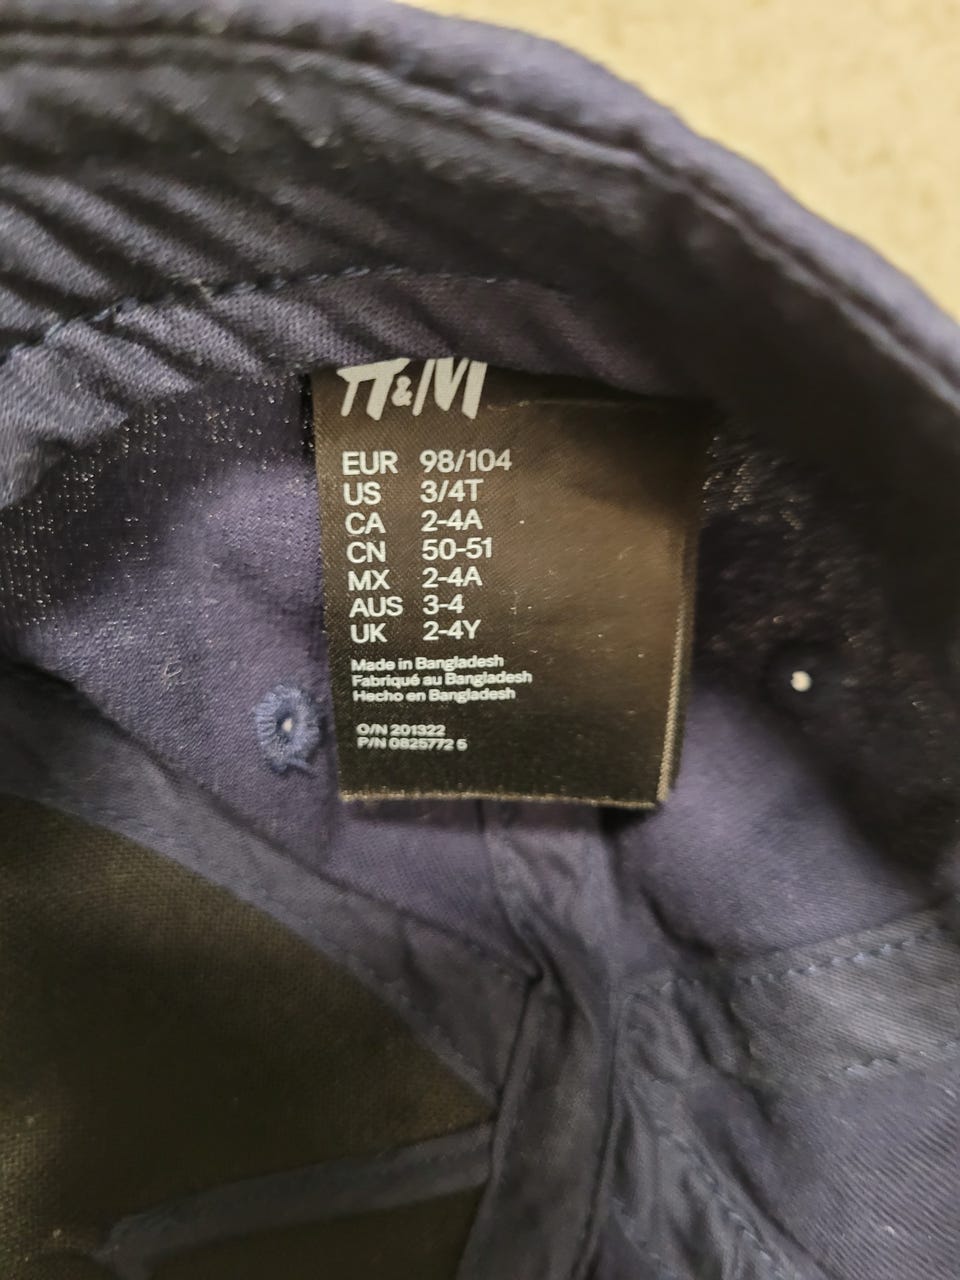 H&M
EUR 98/104
US 3/4T
CA 2-4A
CN 50-51
MX 2-4A
AUS 3-4
UK 2-4Y
Made in Bangladesh
Fabriqué au Bangladesh
Hecho en Bangladesh
O/N 201322
P/N 0825772 5